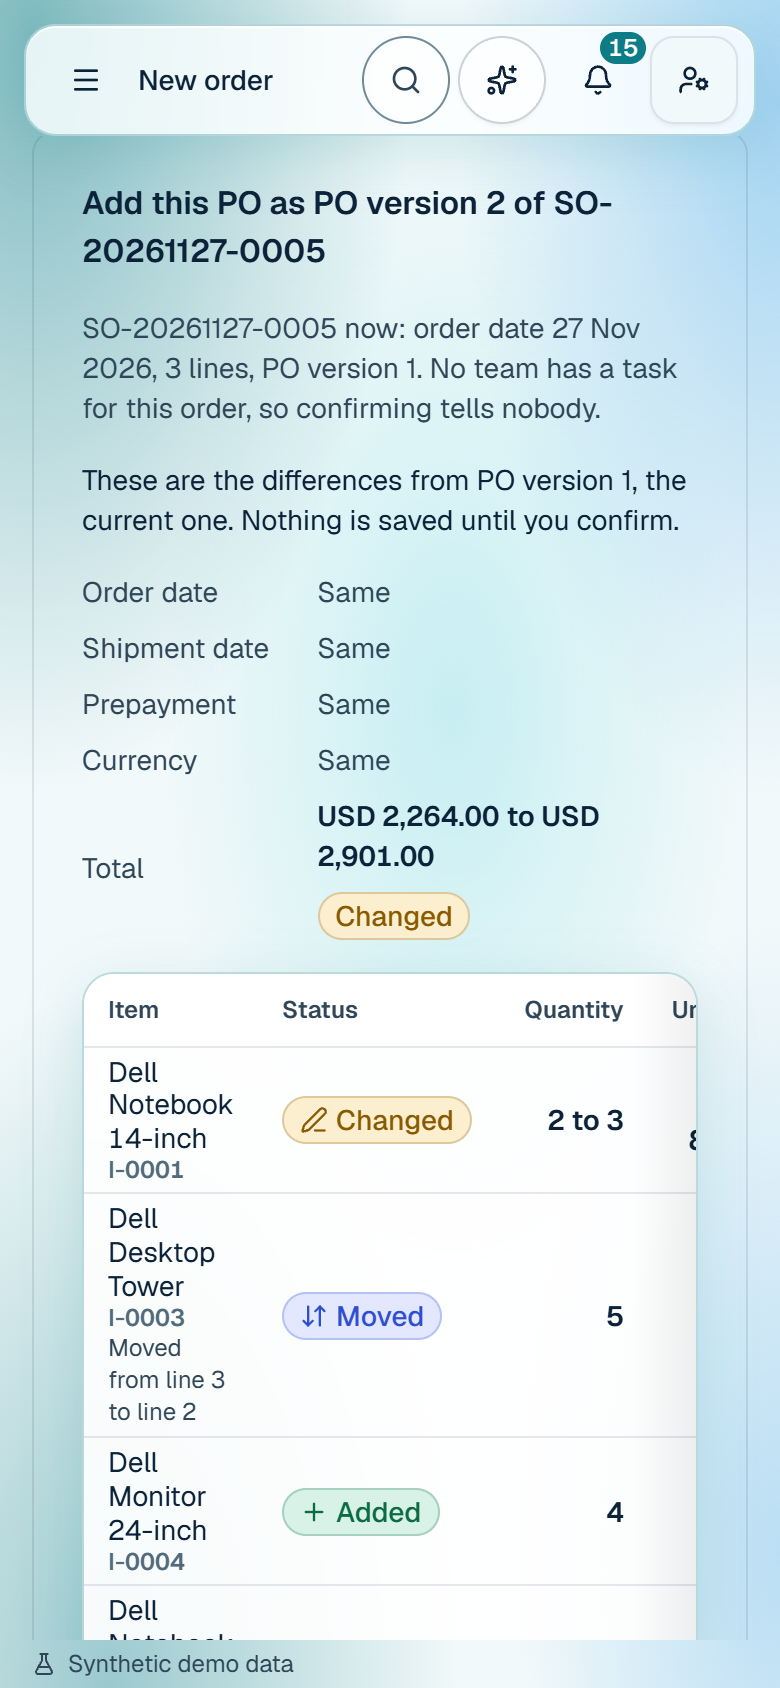 New order
15
Add this PO as PO version 2 of SO-
20261127-0005
SO-20261127-0005 now: order date 27 Nov
2026, 3 lines, PO version 1. No team has a task
for this order, so confirming tells nobody.
These are the differences from PO version 1, the
current one. Nothing is saved until you confirm.
Order date Same
Shipment date Same
Prepayment Same
Currency Same
Total USD 2,264.00 to USD
2,901.00
Changed
Item Status Quantity
Dell
Notebook
14-inch
I-0001
Changed 2 to 3
Dell
Desktop
Tower
I-0003
Moved
from line 3
to line 2
Moved 5
Dell
Monitor
24-inch
I-0004
Added 4
Dell
Synthetic demo data